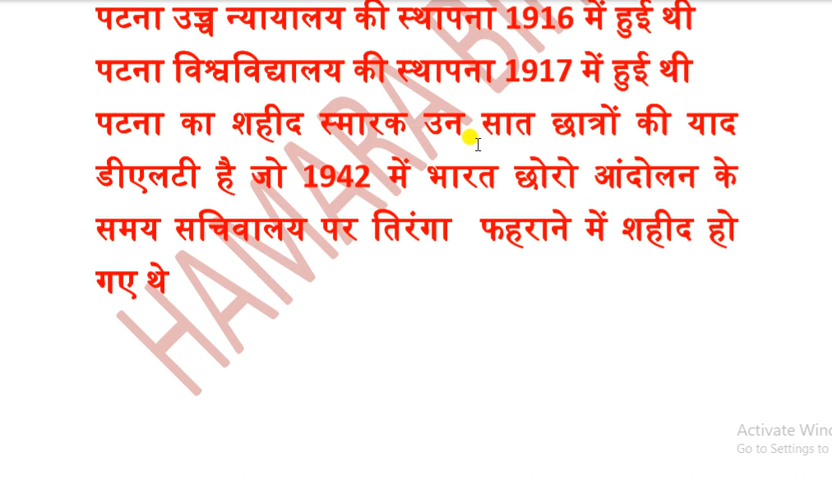 पटना उच्च न्यायालय की स्थापना 1916 में हुई थी
पटना विश्वविद्यालय की स्थापना 1917 में हुई थी
पटना का शहीद स्मारक उन सात छात्रों की याद
डीएलटी है जो 1942 में भारत छोरो आंदोलन के
समय सचिवालय पर तिरंगा फहराने में शहीद हो
गए थे
HAMARA BI
Activate Wind
Go to Settings to